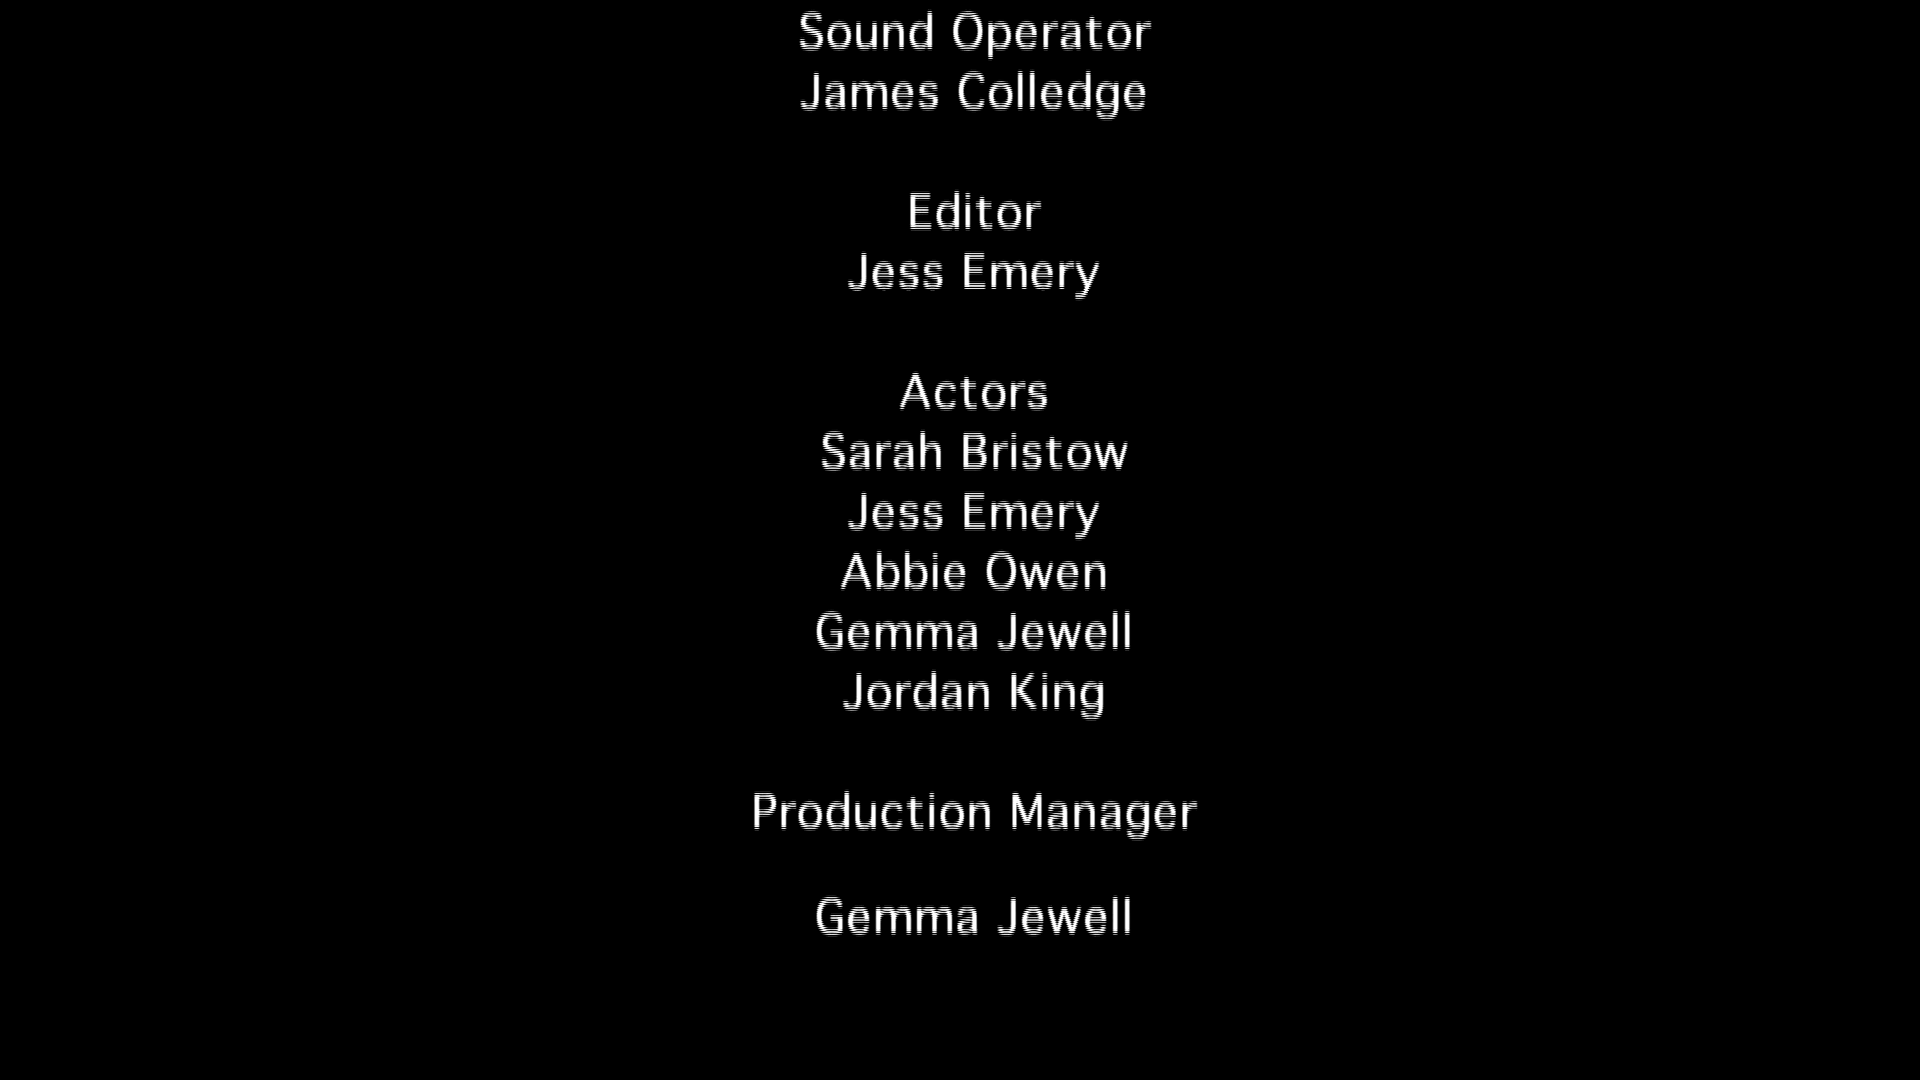 Sound Operator
James Colledge
Editor
Jess Emery
Actors
Sarah Bristow
Jess Emery
Abbie Owen
Gemma Jewell
Jordan King
Production Manager
Gemma Jewell